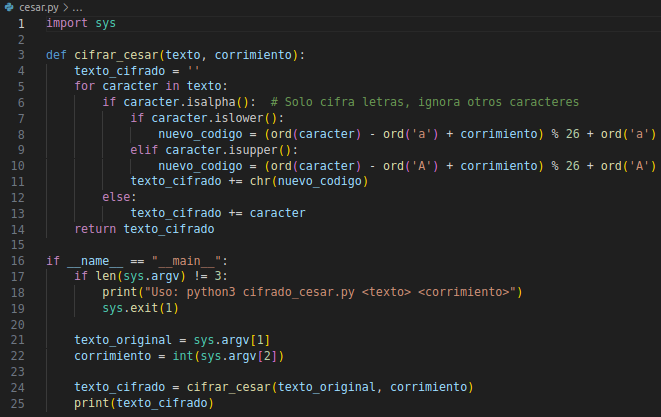 cesar.py > ...
1 import sys
2
3 def cifrar_cesar(texto, corrimiento):
4     texto_cifrado = ''
5     for caracter in texto:
6         if caracter.isalpha():  # Solo cifra letras, ignora otros caracteres
7             if caracter.islower():
8                 nuevo_codigo = (ord(caracter) - ord('a') + corrimiento) % 26 + ord('a')
9             elif caracter.isupper():
10                 nuevo_codigo = (ord(caracter) - ord('A') + corrimiento) % 26 + ord('A')
11             texto_cifrado += chr(nuevo_codigo)
12         else:
13             texto_cifrado += caracter
14     return texto_cifrado
15
16 if __name__ == "__main__":
17     if len(sys.argv) != 3:
18         print("Uso: python3 cifrado_cesar.py <texto> <corrimiento>")
19         sys.exit(1)
20
21     texto_original = sys.argv[1]
22     corrimiento = int(sys.argv[2])
23
24     texto_cifrado = cifrar_cesar(texto_original, corrimiento)
25     print(texto_cifrado)